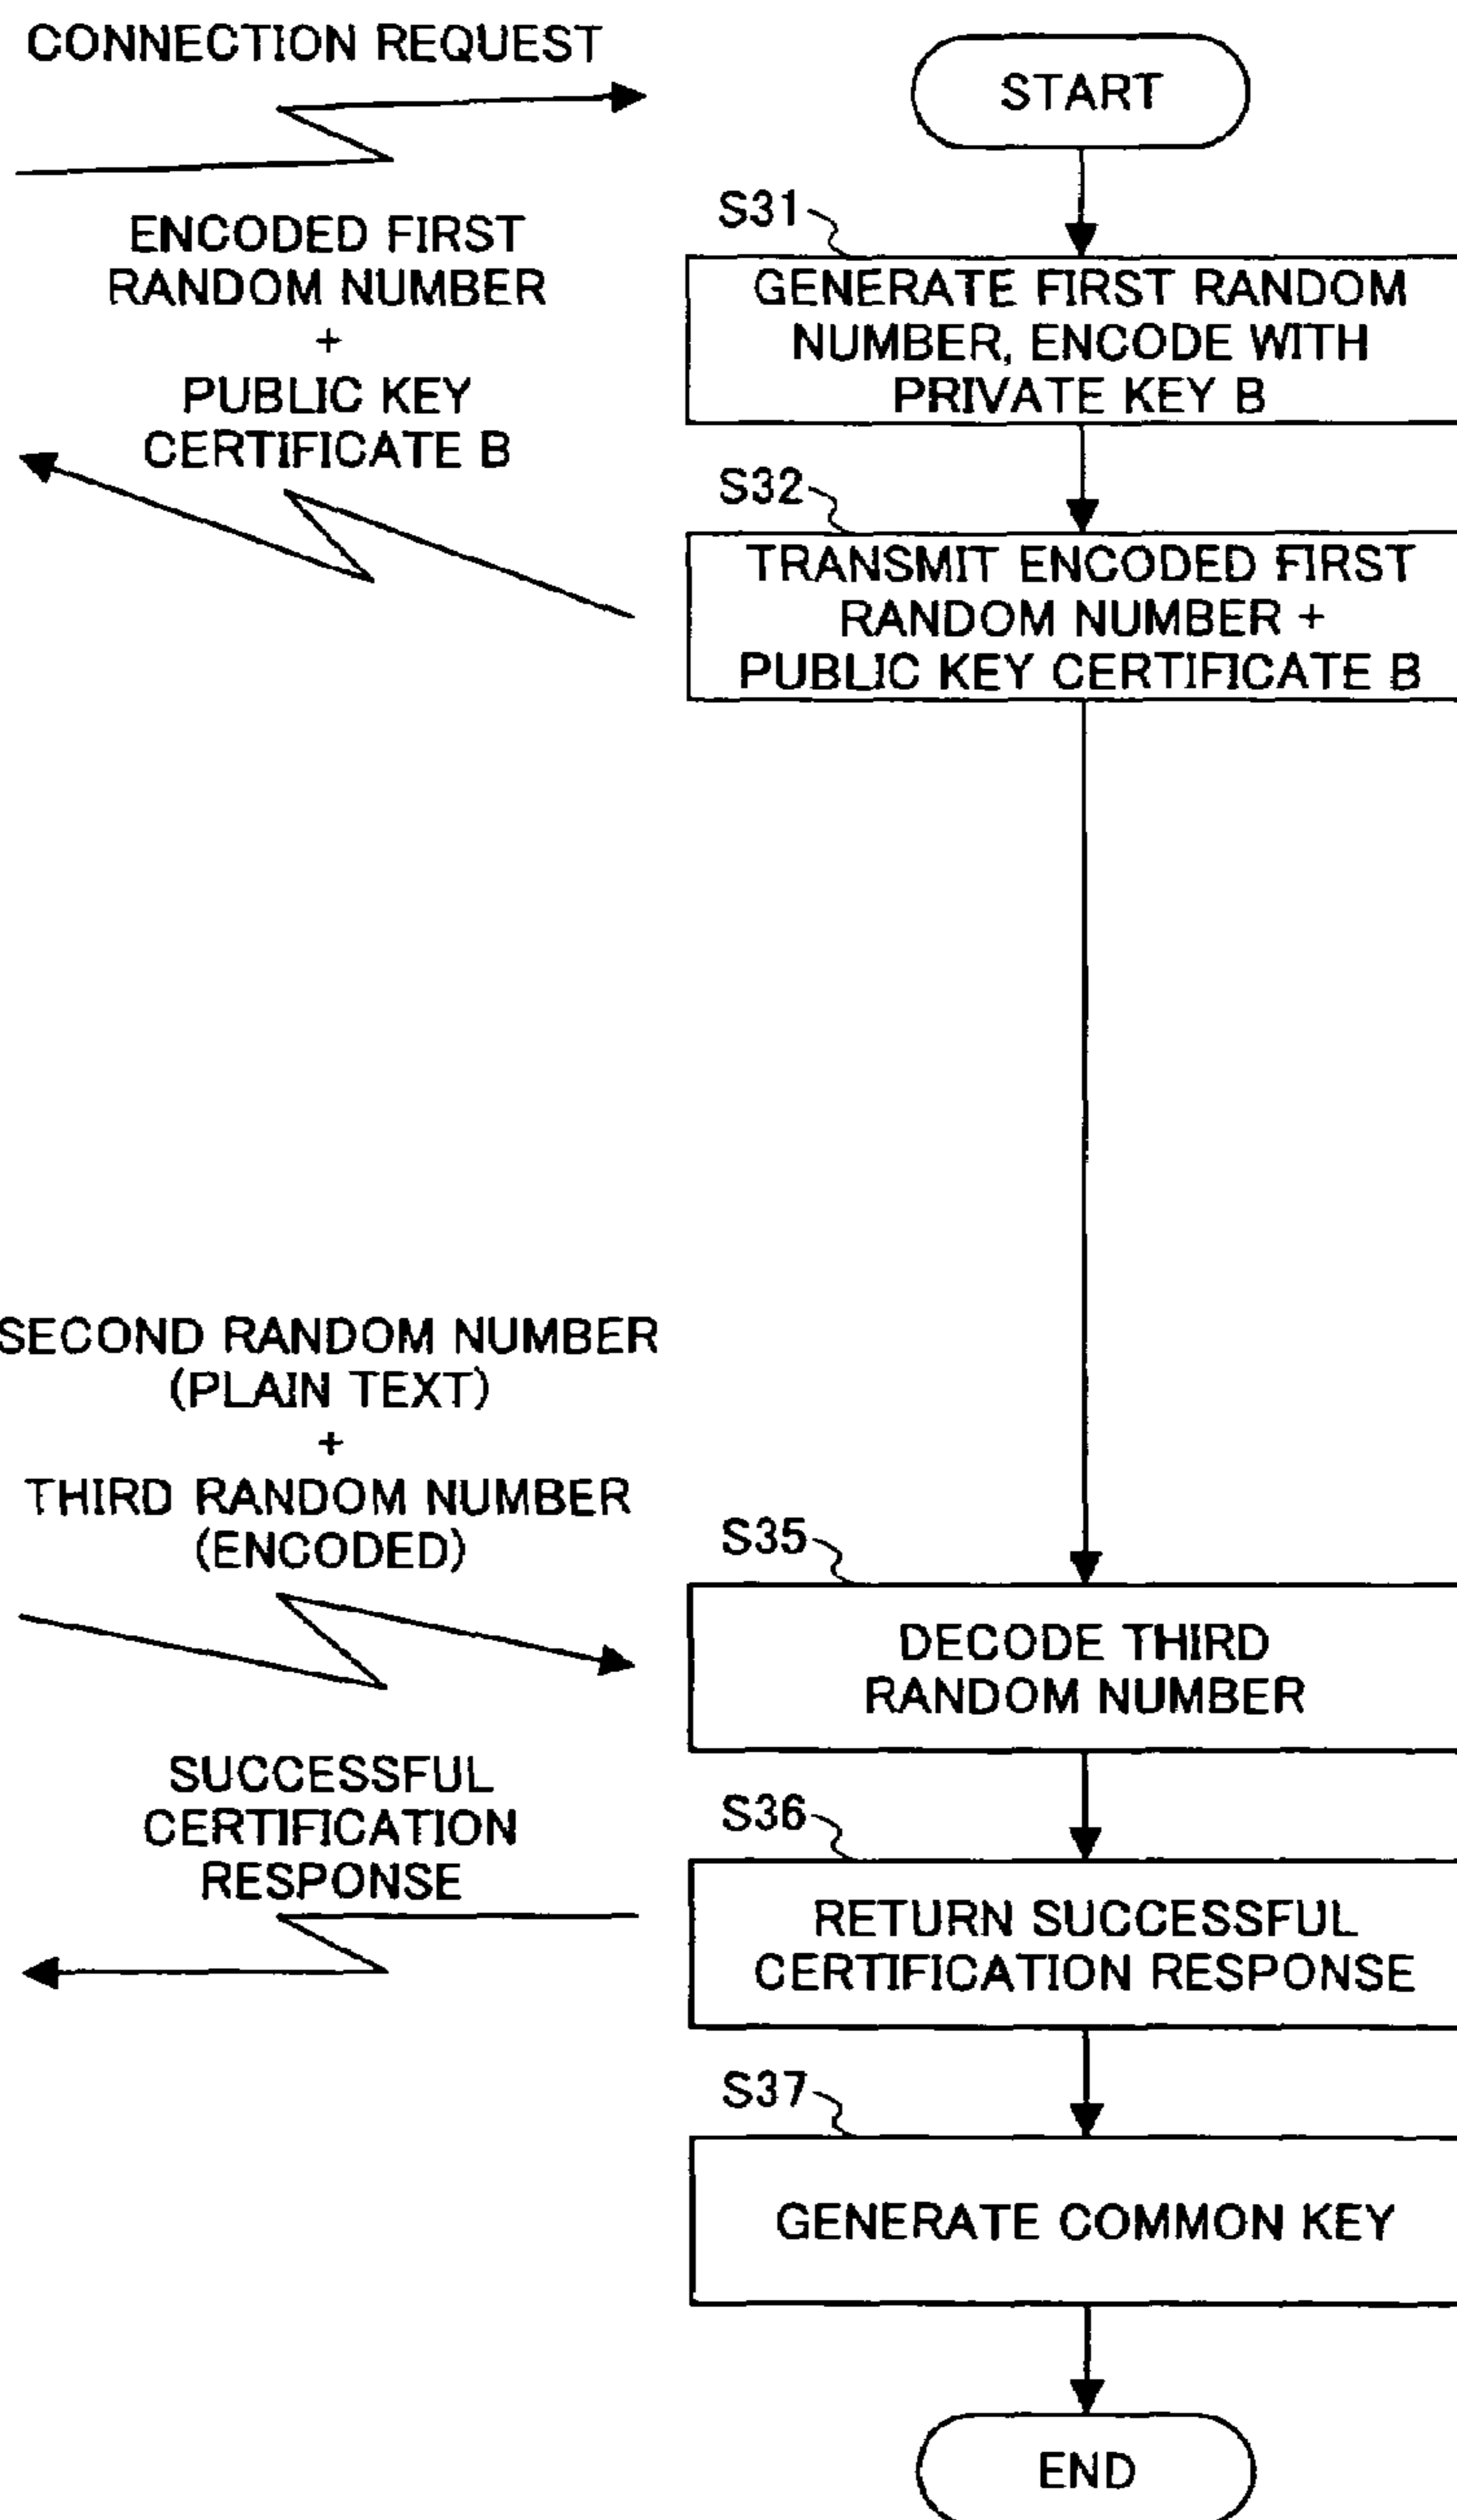 CONNECTION REQUEST
START
S31
ENCODED FIRST
RANDOM NUMBER
+
PUBLIC KEY
CERTIFICATE B
GENERATE FIRST RANDOM
NUMBER, ENCODE WITH
PRIVATE KEY B
S32
TRANSMIT ENCODED FIRST
RANDOM NUMBER +
PUBLIC KEY CERTIFICATE B
SECOND RANDOM NUMBER
(PLAIN TEXT)
+
THIRD RANDOM NUMBER
(ENCODED)
S35
DECODE THIRD
RANDOM NUMBER
SUCCESSFUL
CERTIFICATION
RESPONSE
S36
RETURN SUCCESSFUL
CERTIFICATION RESPONSE
S37
GENERATE COMMON KEY
END